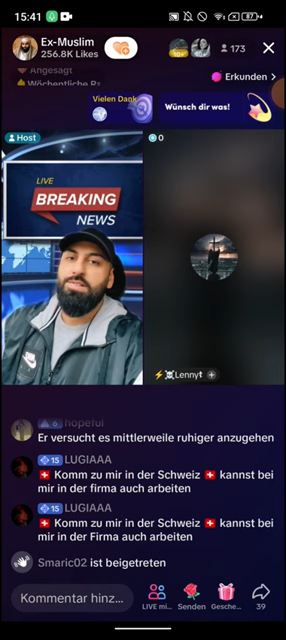 15:41
87
Ex-Muslim
256.8K Likes
173
Angesagt
Erkunden >
Vielen Dank
Wünsch dir was!
Host
0
LIVE
BREAKING
NEWS
⚡☠️Lenny✝ +
6 hopeful
Er versucht es mittlerweile ruhiger anzugehen
15 LUGIAAA
🇨🇭 Komm zu mir in der Schweiz 🇨🇭 kannst bei
mir in der firma auch arbeiten
15 LUGIAAA
🇨🇭 Komm zu mir in der Schweiz 🇨🇭 kannst bei
mir in der Firma auch arbeiten
Smaric02 ist beigetreten
Kommentar hinz...
LIVE mi...
Senden
Gesche...
39